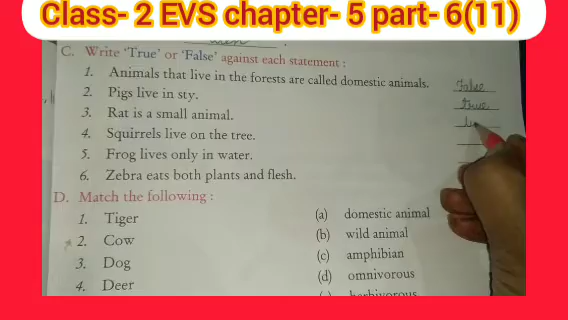 Class- 2 EVS chapter- 5 part- 6(11)
C. Write 'True' or 'False' against each statement :
1. Animals that live in the forests are called domestic animals. False
2. Pigs live in sty. True
3. Rat is a small animal.
4. Squirrels live on the tree.
5. Frog lives only in water.
6. Zebra eats both plants and flesh.
D. Match the following :
1. Tiger (a) domestic animal
2. Cow (b) wild animal
3. Dog (c) amphibian
4. Deer (d) omnivorous